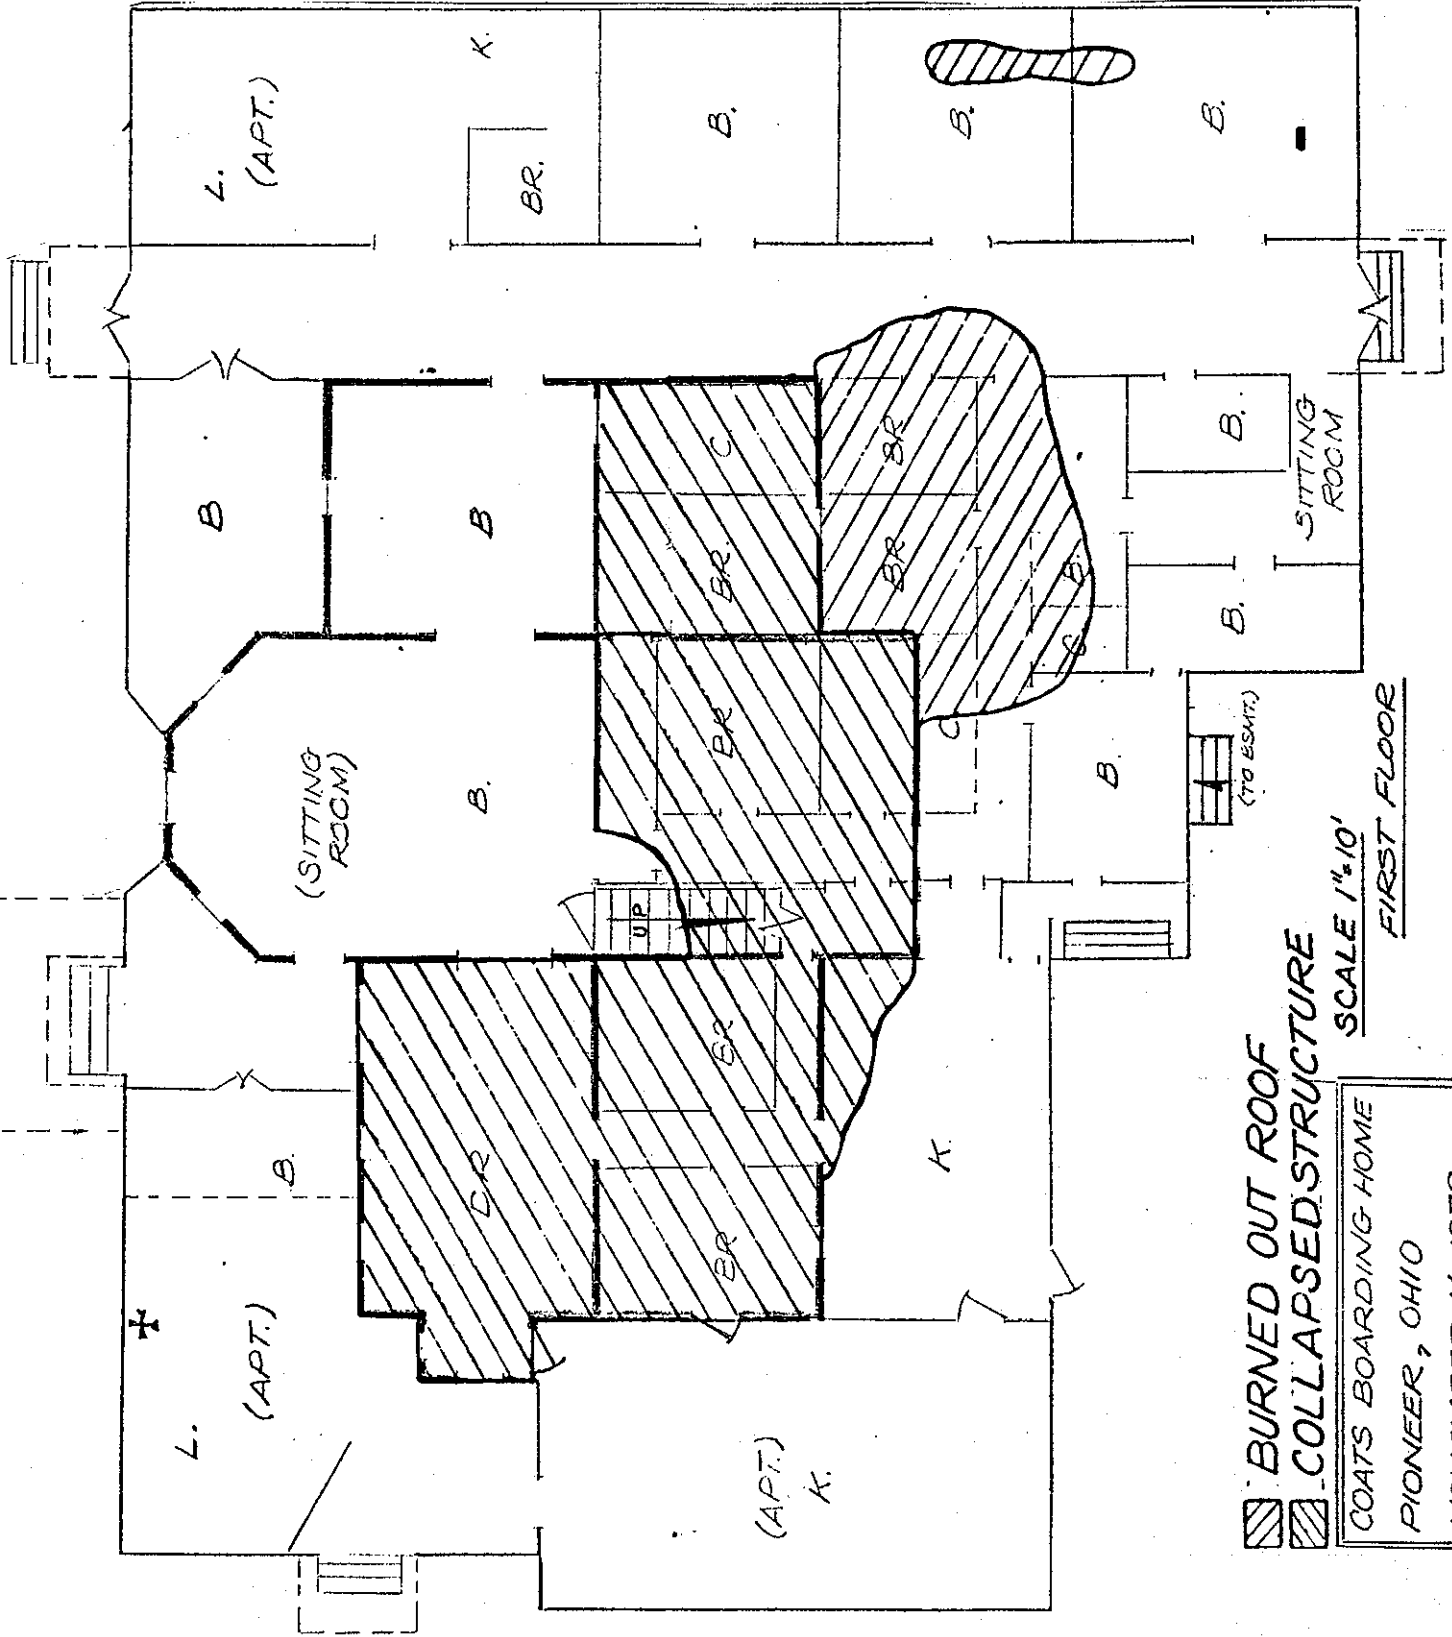 L.
(APT.)
K.
BR.
B.
B.
B.
B
B
C
BR.
BR
BR
B.
C
B.
B.
SITTING
ROOM
(SITTING
ROOM)
B.
BR
C
B.
(TO BSMT.)
UP
B.
DR
BR
BR
K.
L.
(APT.)
(APT.)
K.
BURNED OUT ROOF
COLLAPSED STRUCTURE
SCALE 1"=10'
FIRST FLOOR
COATS BOARDING HOME
PIONEER, OHIO